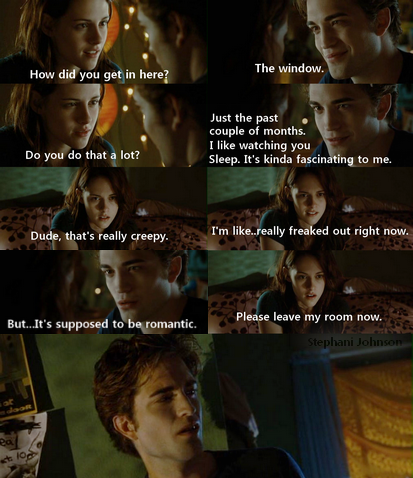 How did you get in here?
The window.
Do you do that a lot?
Just the past
couple of months.
I like watching you
Sleep. It's kinda fascinating to me.
Dude, that's really creepy.
I'm like..really freaked out right now.
But...It's supposed to be romantic.
Please leave my room now.
Stephani Johnson